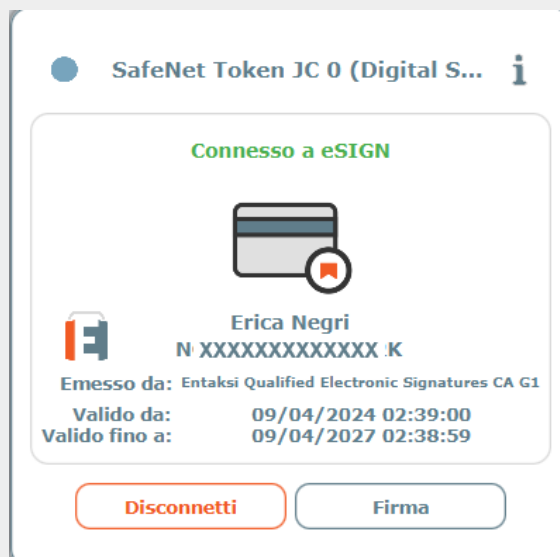 SafeNet Token JC 0 (Digital S...
Connesso a eSIGN
Erica Negri
N XXXXXXXXXXXXX K
Emesso da: Entaksi Qualified Electronic Signatures CA G1
Valido da: 09/04/2024 02:39:00
Valido fino a: 09/04/2027 02:38:59
Disconnetti Firma